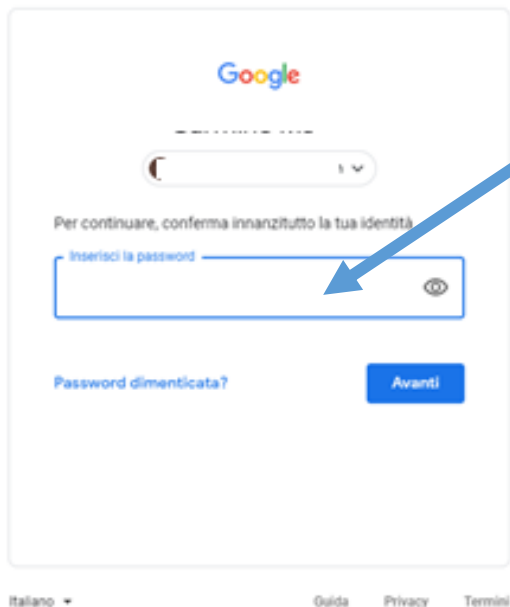 Google
Per continuare, conferma innanzitutto la tua identità
Inserisci la password
Password dimenticata?
Avanti
Italiano
Guida Privacy Termini